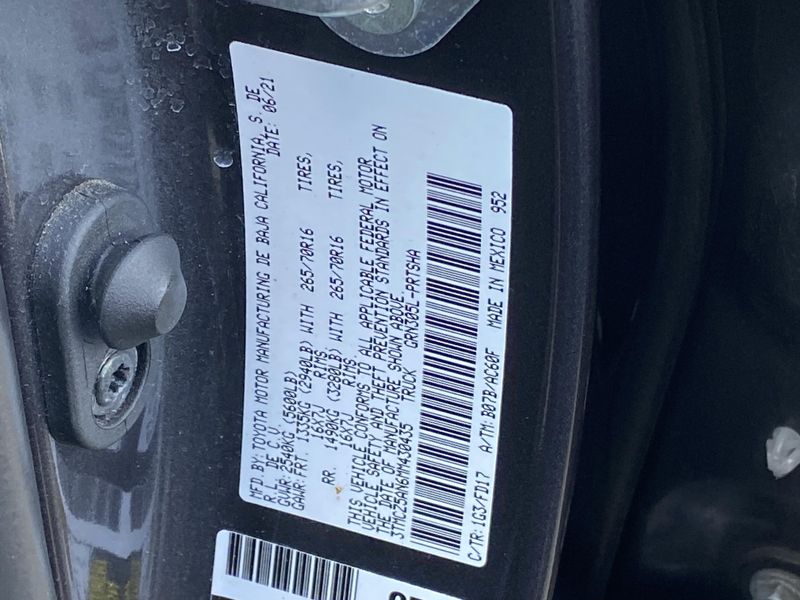 MFD.BY: TOYOTA MOTOR MANUFACTURING DE BAJA CALIFORNIA, S. DE
R.L. DE C.V. DATE: 06/21
GVWR: 2540KG (5600LB)
GAWR: FRT. 1335KG (2940LB) WITH 265/70R16 TIRES,
16X7J RIMS
RR. 1490KG (3280LB) WITH 265/70R16 TIRES,
16X7J RIMS.
THIS VEHICLE CONFORMS TO ALL APPLICABLE FEDERAL MOTOR
VEHICLE SAFETY AND THEFT PREVENTION STANDARDS IN EFFECT ON
THE DATE OF MANUFACTURE SHOWN ABOVE.
3TMCZ5AN6MM430435 TRUCK GRN305L-PRTSHA
C/TR:1G3/FD17 A/TM: B07B/AC60F MADE IN MEXICO 952